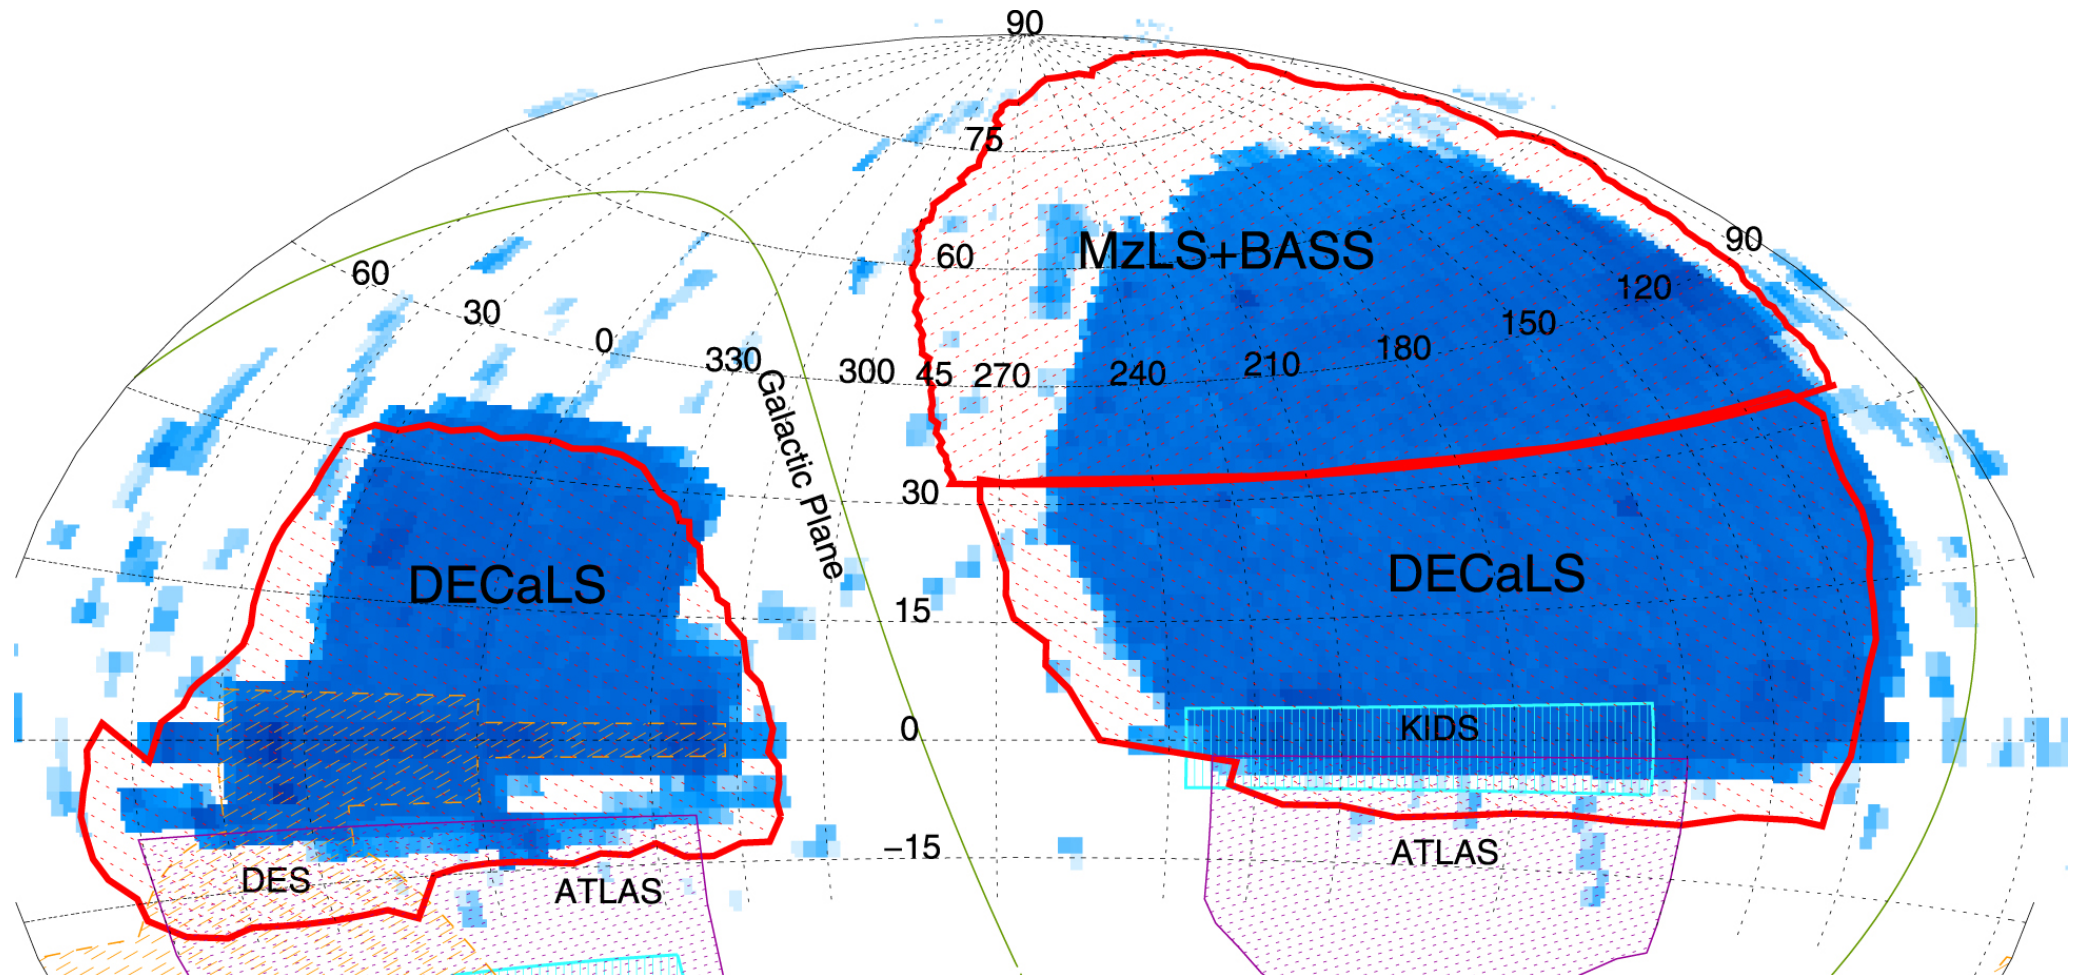 90
75
60
MzLS+BASS
90
60
120
30
0
150
330
300
45
270
240
210
180
Galactic Plane
30
DECaLS
DECaLS
15
0
KIDS
−15
ATLAS
DES
ATLAS